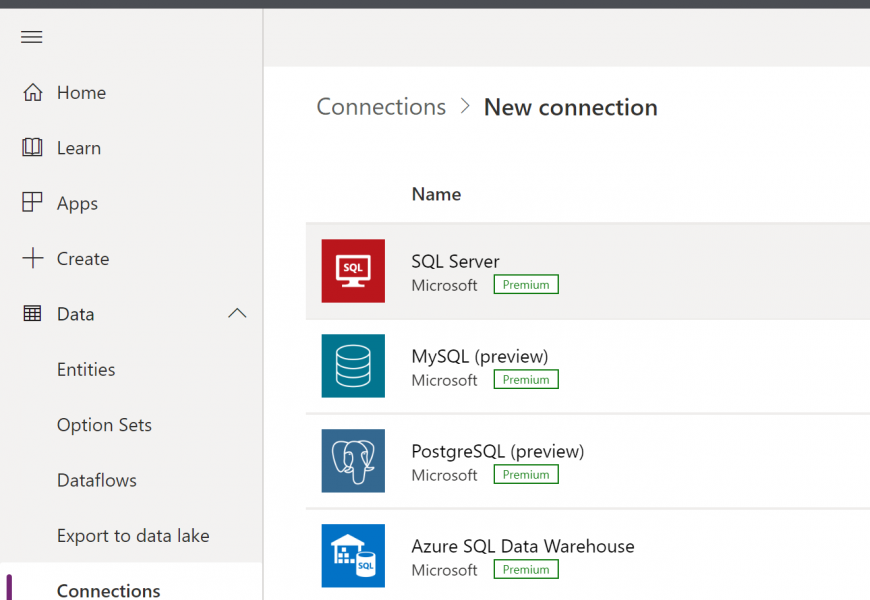 Home
Learn
Apps
Create
Data
Entities
Option Sets
Dataflows
Export to data lake
Connections
Connections > New connection
Name
SQL
SQL Server
Microsoft Premium
MySQL (preview)
Microsoft Premium
PostgreSQL (preview)
Microsoft Premium
SQL
Azure SQL Data Warehouse
Microsoft Premium